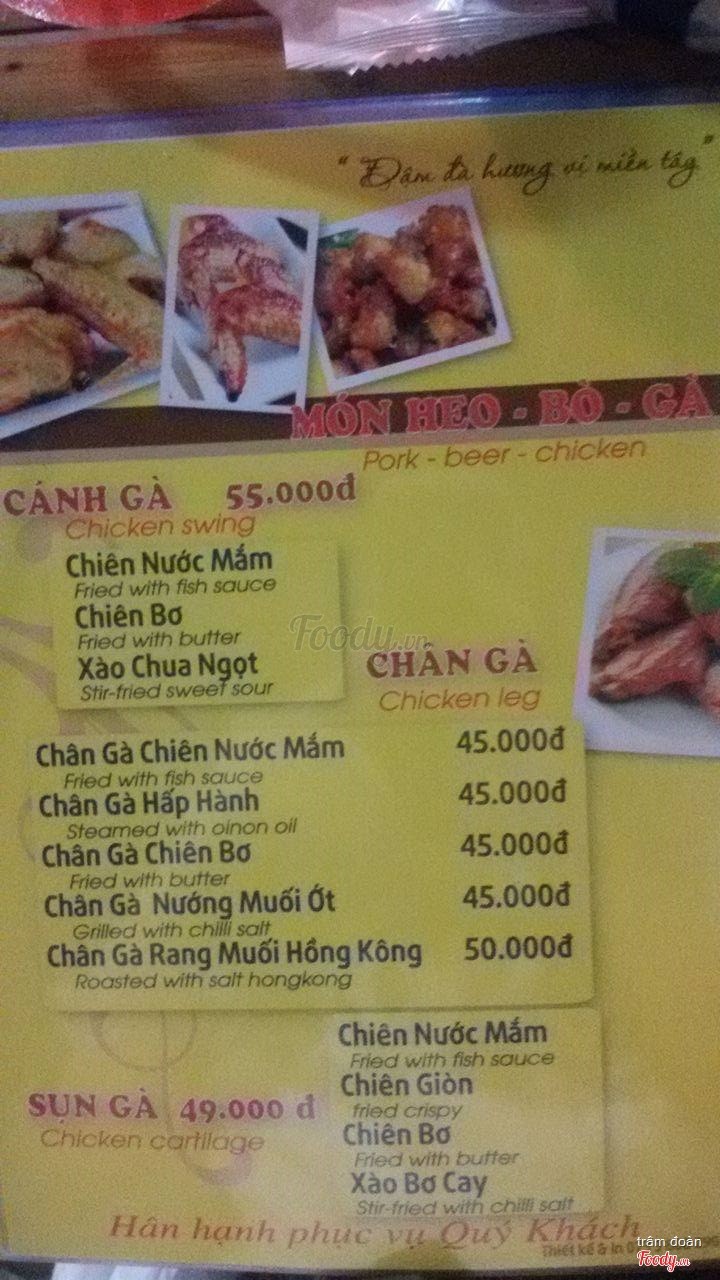 " Đậm đà hương vị miền tây "
MÓN HEO - BÒ - GÀ
Pork - beer - chicken
CÁNH GÀ 55.000đ
Chicken swing
Chiên Nước Mắm
Fried with fish sauce
Chiên Bơ
Fried with butter
Xào Chua Ngọt
Stir-fried sweet sour
Foody.vn
CHÂN GÀ
Chicken leg
Chân Gà Chiên Nước Mắm 45.000đ
Fried with fish sauce
Chân Gà Hấp Hành 45.000đ
Steamed with oinon oil
Chân Gà Chiên Bơ 45.000đ
Fried with butter
Chân Gà Nướng Muối Ớt 45.000đ
Grilled with chilli salt
Chân Gà Rang Muối Hồng Kông 50.000đ
Roasted with salt hongkong
SỤN GÀ 49.000 đ
Chicken cartilage
Chiên Nước Mắm
Fried with fish sauce
Chiên Giòn
fried crispy
Chiên Bơ
Fried with butter
Xào Bơ Cay
Stir-fried with chilli salt
Hân hạnh phục vụ Quý Khách
Thiết kế & In
trâm đoàn
Foody.vn